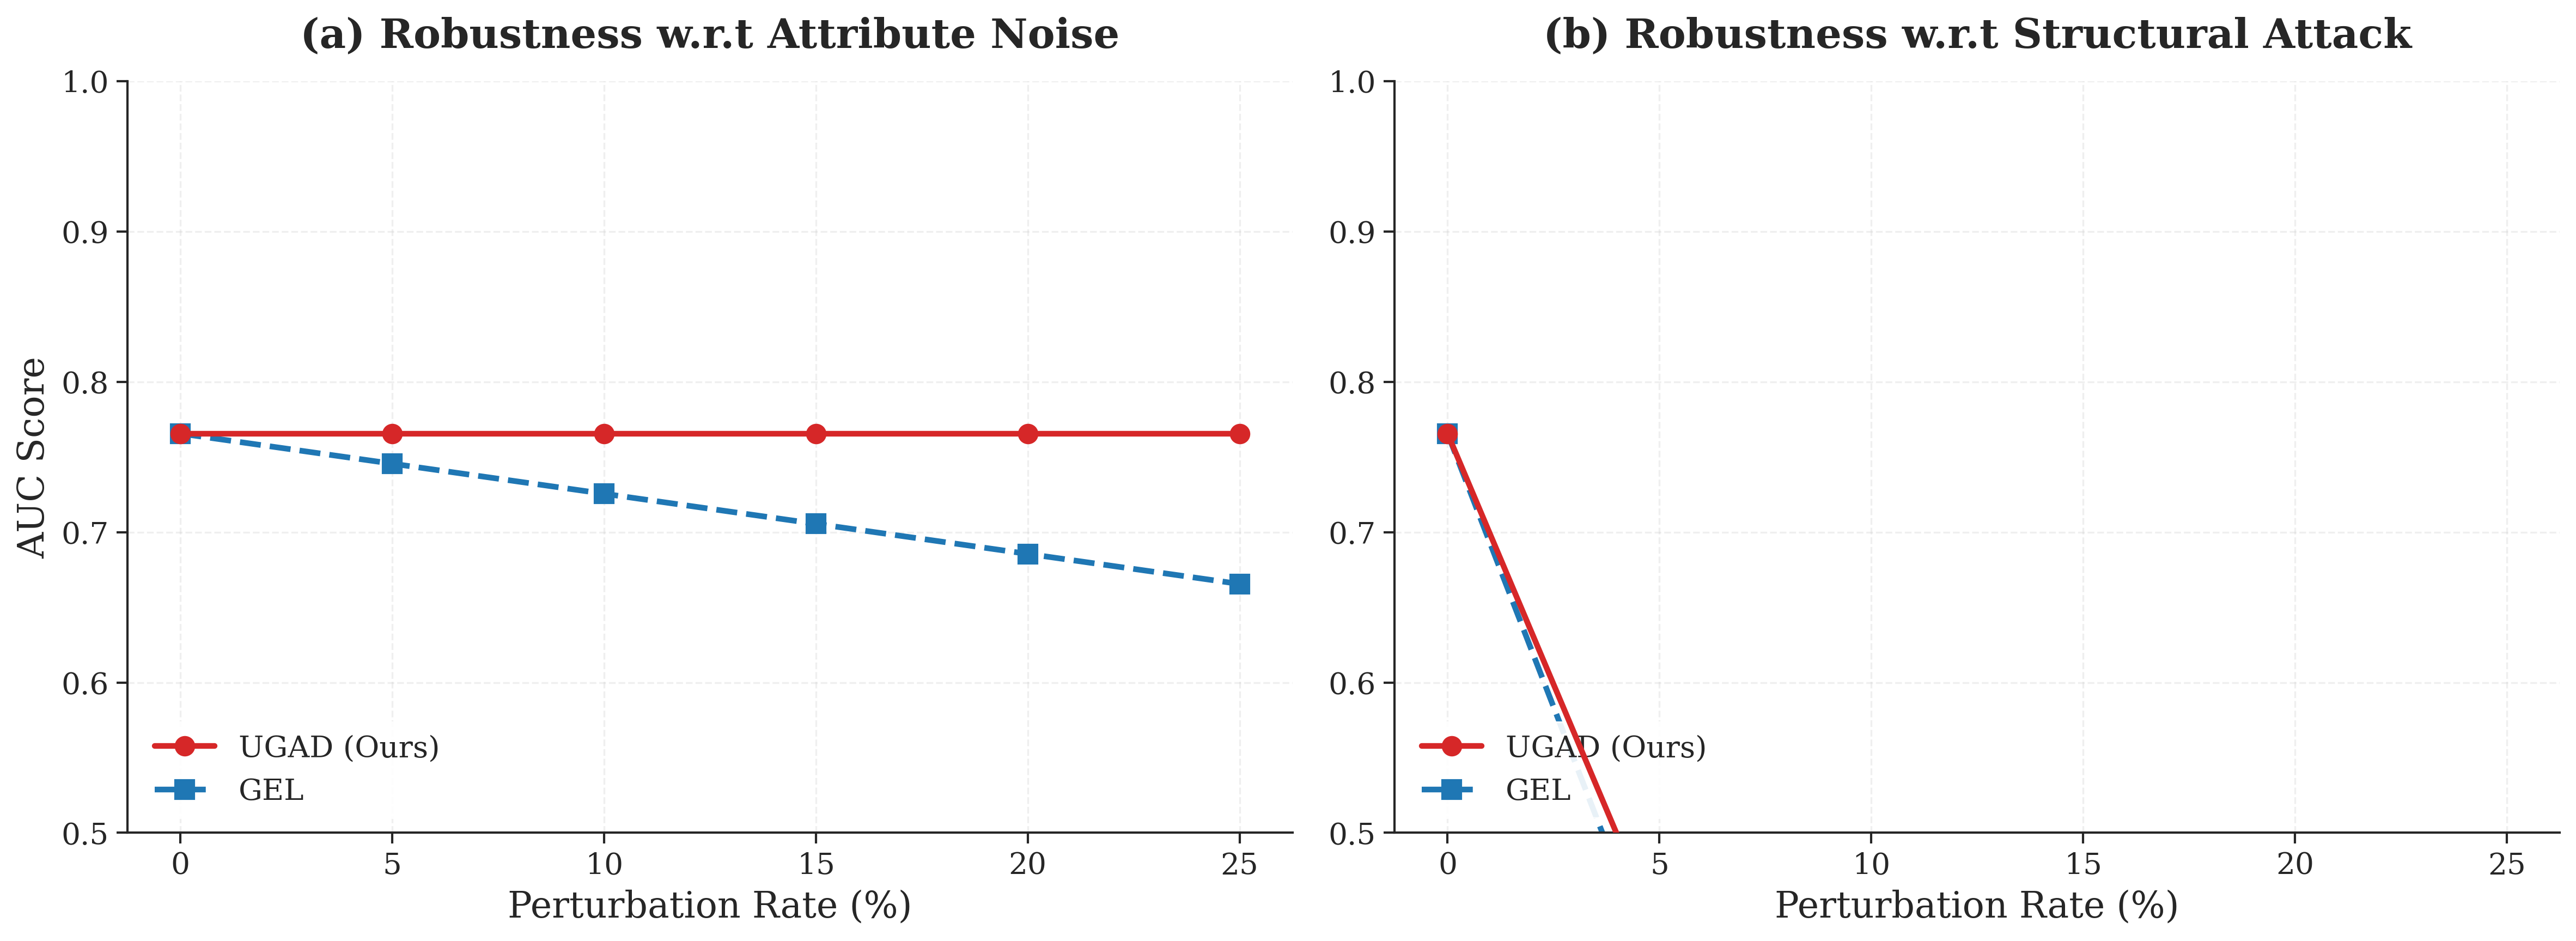 (a) Robustness w.r.t Attribute Noise
1.0
0.9
0.8
0.7
0.6
0.5
AUC Score
UGAD (Ours)
GEL
0 5 10 15 20 25
Perturbation Rate (%)
(b) Robustness w.r.t Structural Attack
1.0
0.9
0.8
0.7
0.6
0.5
UGAD (Ours)
GEL
0 5 10 15 20 25
Perturbation Rate (%)